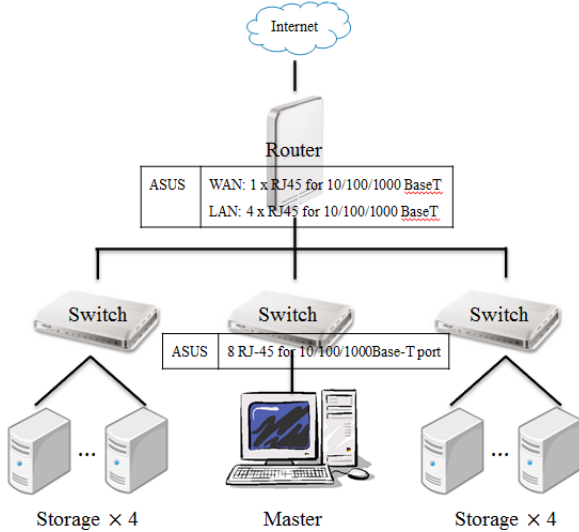 Internet
Router
ASUS WAN: 1 x RJ45 for 10/100/1000 BaseT
LAN: 4 x RJ45 for 10/100/1000 BaseT
Switch Switch Switch
ASUS 8 RJ-45 for 10/100/1000Base-T port
... ...
Storage × 4 Master Storage × 4